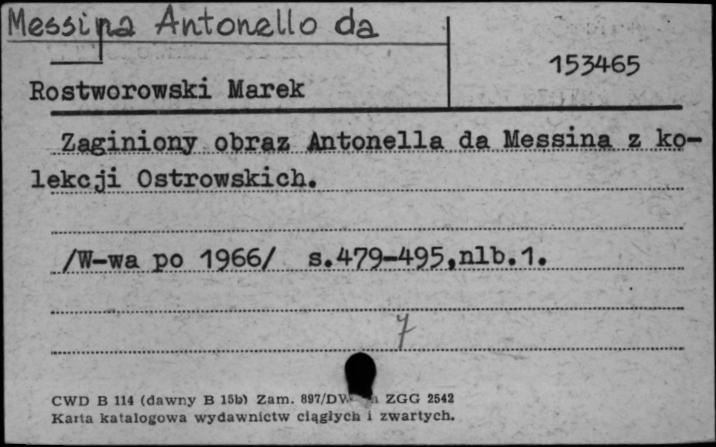 Messina Antonello da
153465
Rostworowski Marek
Zaginiony obraz Antonella da Messina z ko-
lekcji Ostrowskich.
/W-wa po 1966/ s.479-495,nlb.1.
7
CWD B 114 (dawny B 15b) Zam. 897/DW ZGG 2542
Karta katalogowa wydawnictw ciągłych i zwartych.